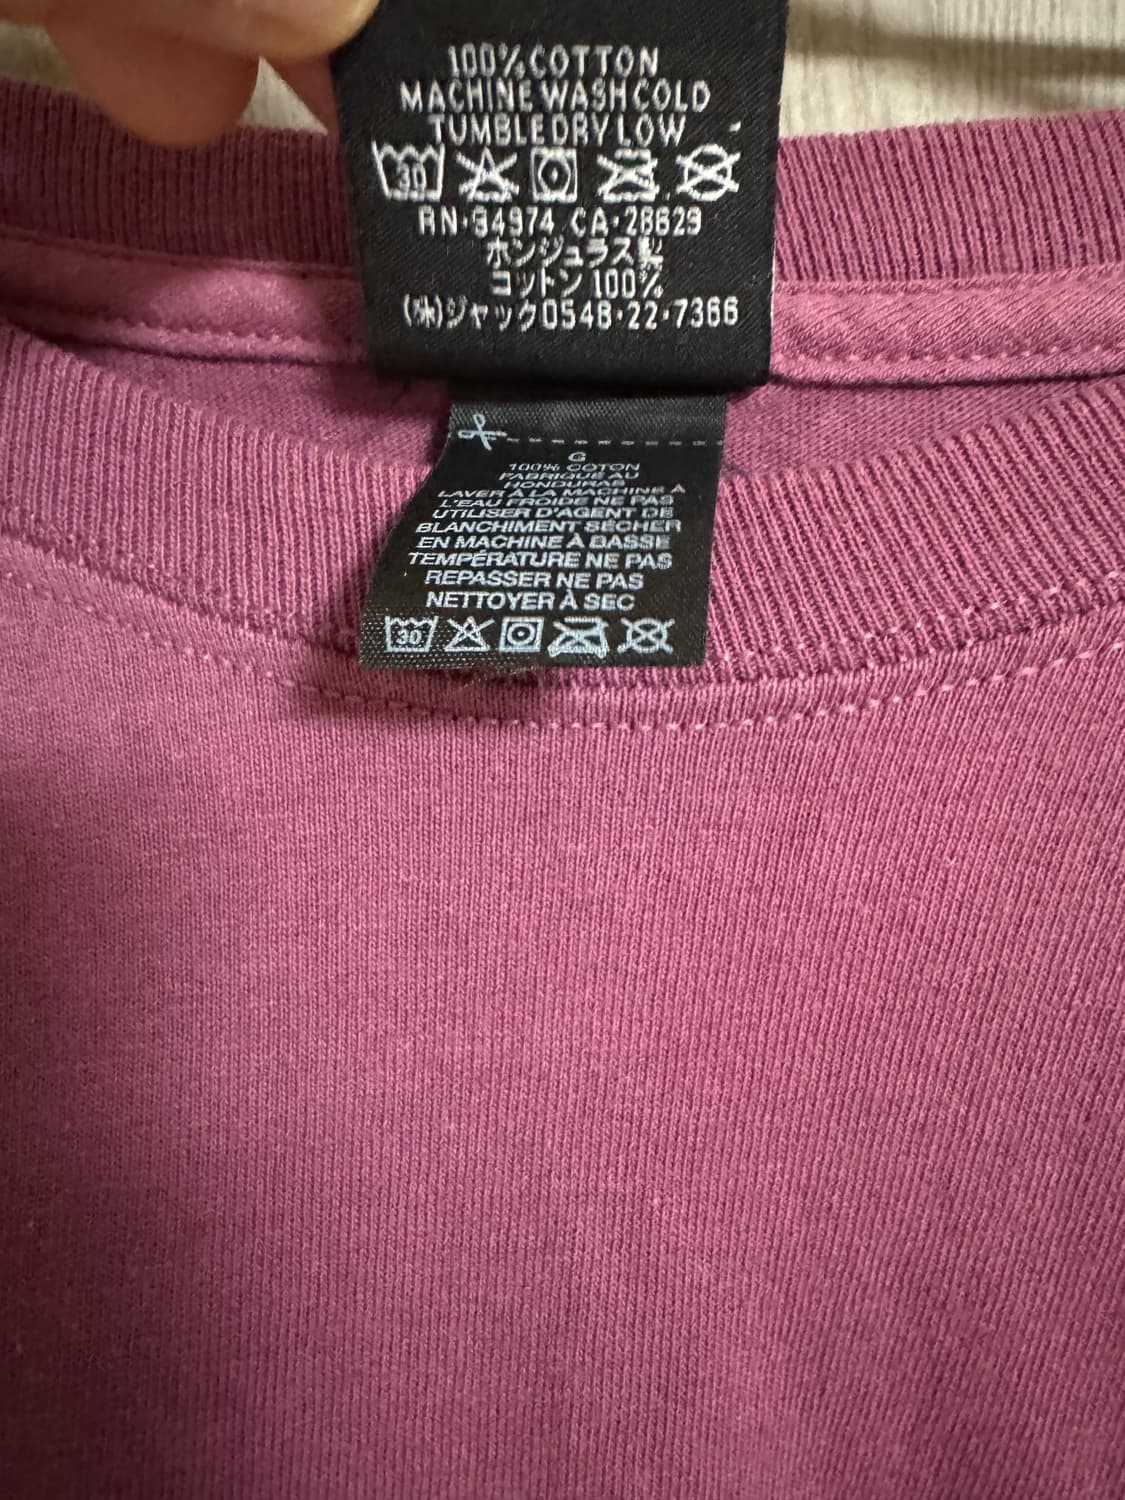 100% COTTON
MACHINE WASH COLD
TUMBLE DRY LOW
30
RN·94974 CA·28629
ホンジュラス製
コットン 100%
(株)ジャック0548·22·7366
G
100% COTON
FABRIQUÉ AU
HONDURAS
LAVER À LA MACHINE À
L'EAU FROIDE NE PAS
UTILISER D'AGENT DE
BLANCHIMENT SÉCHER
EN MACHINE À BASSE
TEMPÉRATURE NE PAS
REPASSER NE PAS
NETTOYER À SEC
30